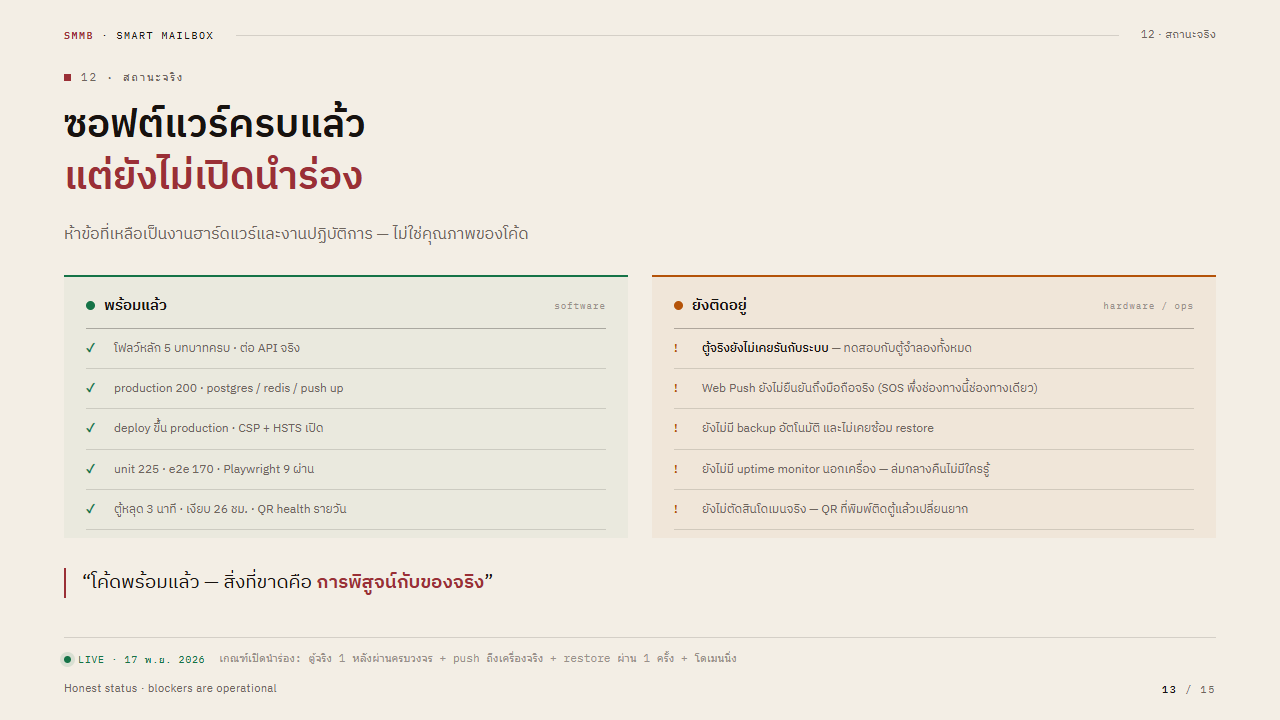 SMMB · SMART MAILBOX
12 · สถานะจริง
12 · สถานะจริง
ซอฟต์แวร์ครบแล้ว
แต่ยังไม่เปิดนำร่อง
ห้าข้อที่เหลือเป็นงานฮาร์ดแวร์และงานปฏิบัติการ — ไม่ใช่คุณภาพของโค้ด
พร้อมแล้ว
software
✓ โฟลว์หลัก 5 บทบาทครบ · ต่อ API จริง
✓ production 200 · postgres / redis / push up
✓ deploy ขึ้น production · CSP + HSTS เปิด
✓ unit 225 · e2e 170 · Playwright 9 ผ่าน
✓ ตู้หลุด 3 นาที · เงียบ 26 ชม. · QR health รายวัน
ยังติดอยู่
hardware / ops
! ตู้จริงยังไม่เคยรันกับระบบ — ทดสอบกับตู้จำลองทั้งหมด
! Web Push ยังไม่ยืนยันถึงมือถือจริง (SOS พึ่งช่องทางนี้ช่องทางเดียว)
! ยังไม่มี backup อัตโนมัติ และไม่เคยซ้อม restore
! ยังไม่มี uptime monitor นอกเครื่อง — ล่มกลางคืนไม่มีใครรู้
! ยังไม่ตัดสินโดเมนจริง — QR ที่พิมพ์ติดตู้แล้วเปลี่ยนยาก
“โค้ดพร้อมแล้ว — สิ่งที่ขาดคือ การพิสูจน์กับของจริง”
LIVE · 17 พ.ย. 2026 เกณฑ์เปิดนำร่อง: ตู้จริง 1 หลังผ่านครบวงจร + push ถึงเครื่องจริง + restore ผ่าน 1 ครั้ง + โดเมนนิ่ง
Honest status · blockers are operational
13 / 15